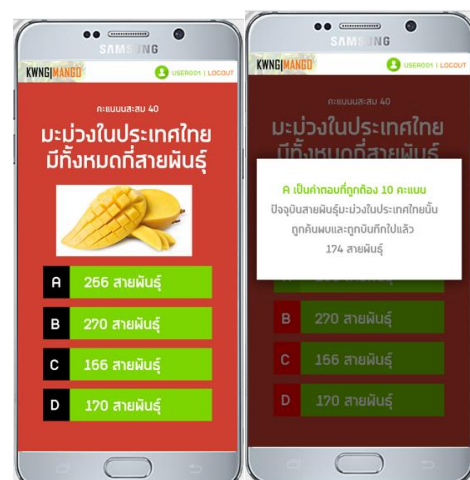 SAMSUNG
KWNG|MANGO
USER001 | LOGOUT
คะแนนสะสม 40
มะม่วงในประเทศไทย
มีทั้งหมดกี่สายพันธุ์
A 266 สายพันธุ์
B 270 สายพันธุ์
C 166 สายพันธุ์
D 170 สายพันธุ์
SAMSUNG
KWNG|MANGO
USER001 | LOGOUT
คะแนนสะสม 40
มะม่วงในประเทศไทย
มีทั้งหมดกี่สายพันธุ์
A เป็นคำตอบที่ถูกต้อง 10 คะแนน
ปัจจุบันสายพันธุ์มะม่วงในประเทศไทยนั้น
ถูกค้นพบและถูกบันทึกไปแล้ว
174 สายพันธุ์
B 270 สายพันธุ์
C 166 สายพันธุ์
D 170 สายพันธุ์